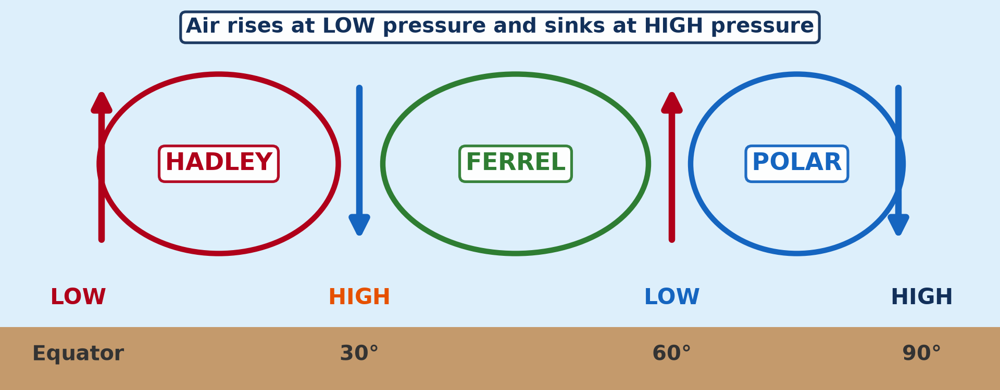 Air rises at LOW pressure and sinks at HIGH pressure
HADLEY
FERREL
POLAR
LOW
HIGH
LOW
HIGH
Equator
30°
60°
90°